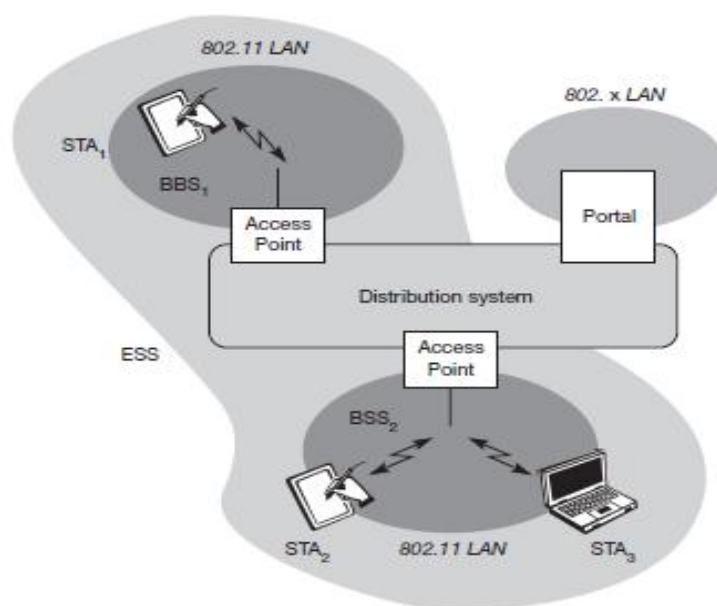 802.11 LAN
802. x LAN
STA₁
BBS₁
Access
Point
Portal
Distribution system
ESS
Access
Point
BSS₂
STA₂
802.11 LAN
STA₃